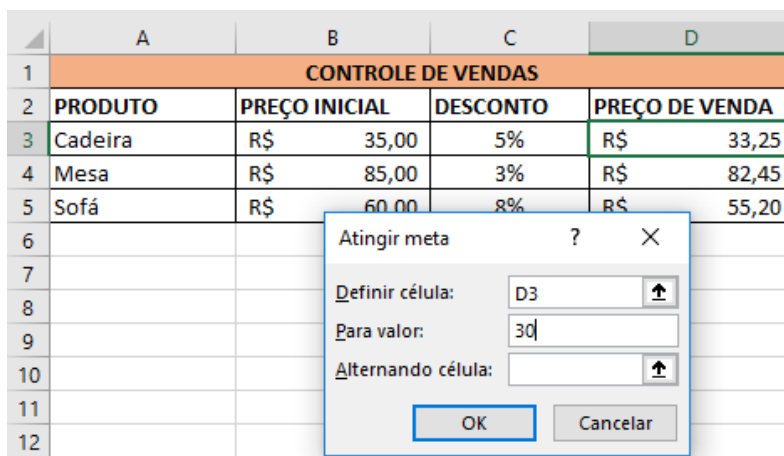 A B C D
1 CONTROLE DE VENDAS
2 PRODUTO PREÇO INICIAL DESCONTO PREÇO DE VENDA
3 Cadeira R$ 35,00 5% R$ 33,25
4 Mesa R$ 85,00 3% R$ 82,45
5 Sofá R$ 60,00 8% R$ 55,20
6
7
8
9
10
11
12
Atingir meta ? X
Definir célula: D3
Para valor: 30
Alternando célula:
OK Cancelar